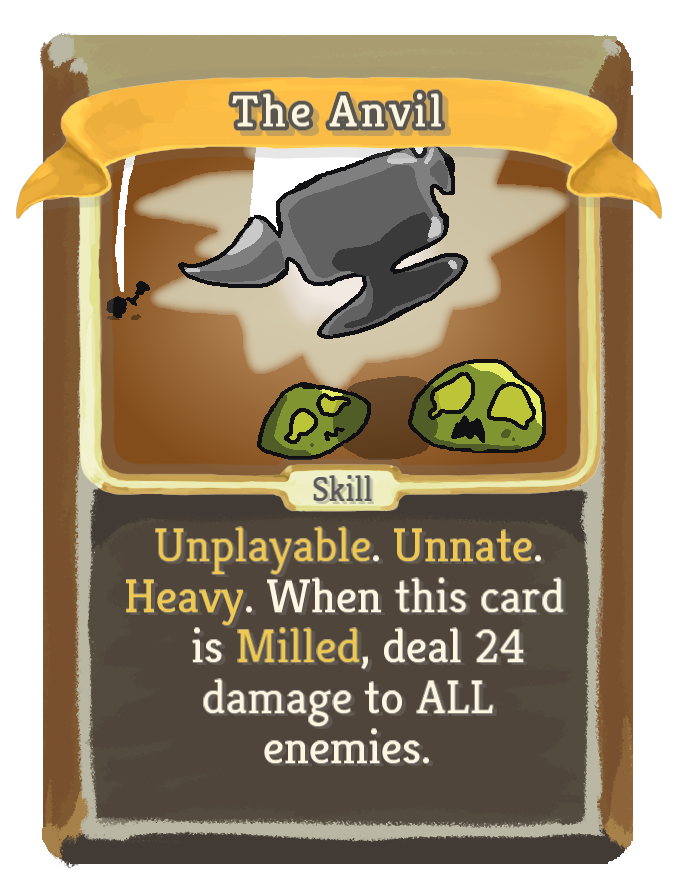 The Anvil
Skill
Unplayable. Unnate.
Heavy. When this card
is Milled, deal 24
damage to ALL
enemies.